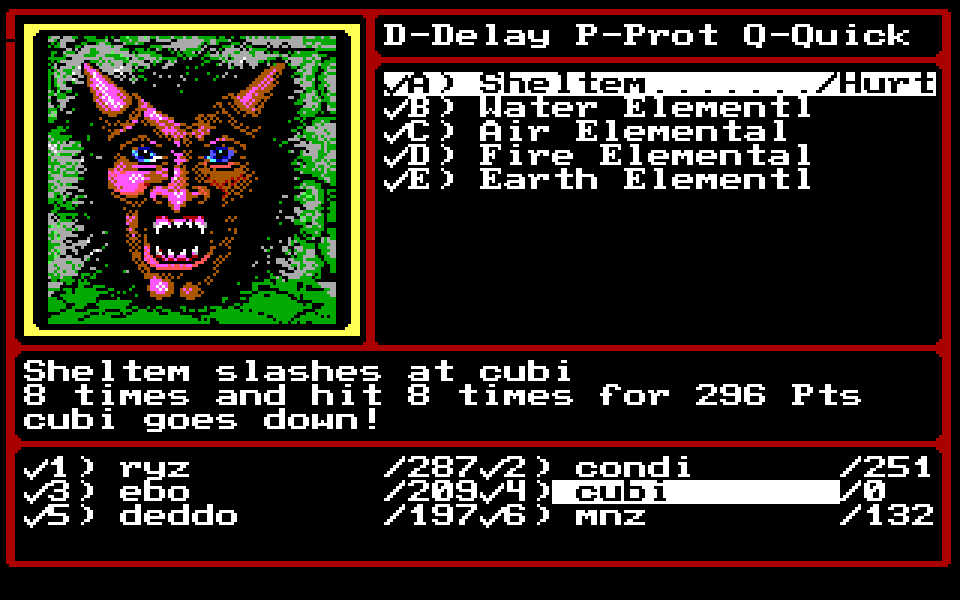 D-Delay P-Prot Q-Quick
✓A) Sheltem......./Hurt
✓B) Water Elementl
✓C) Air Elemental
✓D) Fire Elemental
✓E) Earth Elementl
Sheltem slashes at cubi
8 times and hit 8 times for 296 Pts
cubi goes down!
✓1) ryz /287 ✓2) condi /251
✓3) ebo /209 ✓4) cubi /0
✓5) deddo /197 ✓6) mnz /132